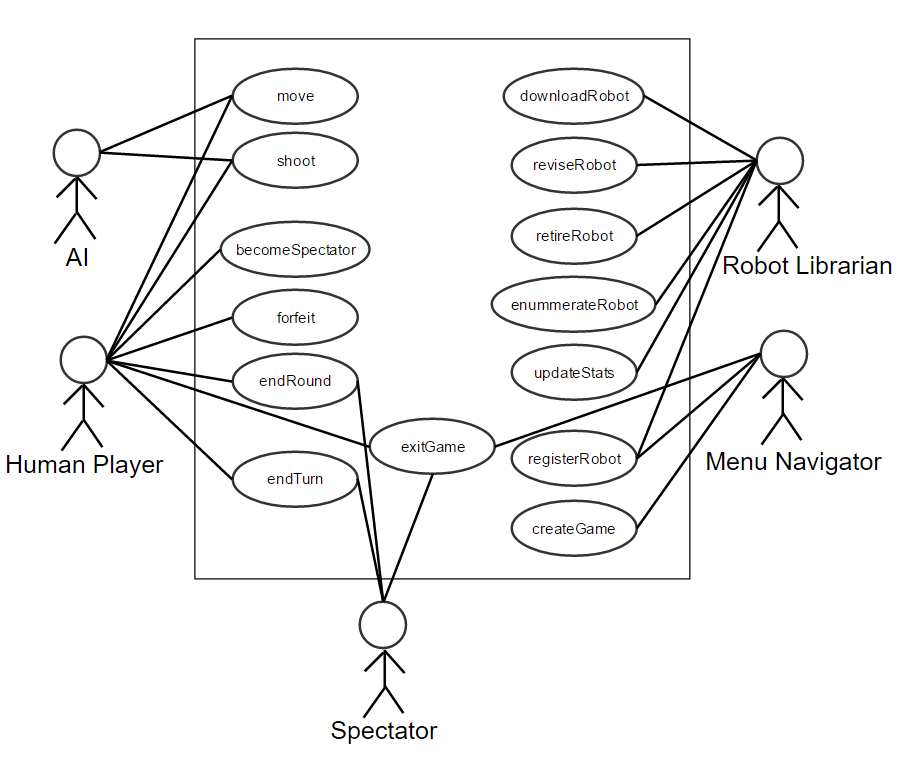 move
downloadRobot
shoot
reviseRobot
AI
retireRobot
Robot Librarian
becomeSpectator
enummerateRobot
forfeit
endRound
updateStats
exitGame
Human Player
endTurn
registerRobot
Menu Navigator
createGame
Spectator